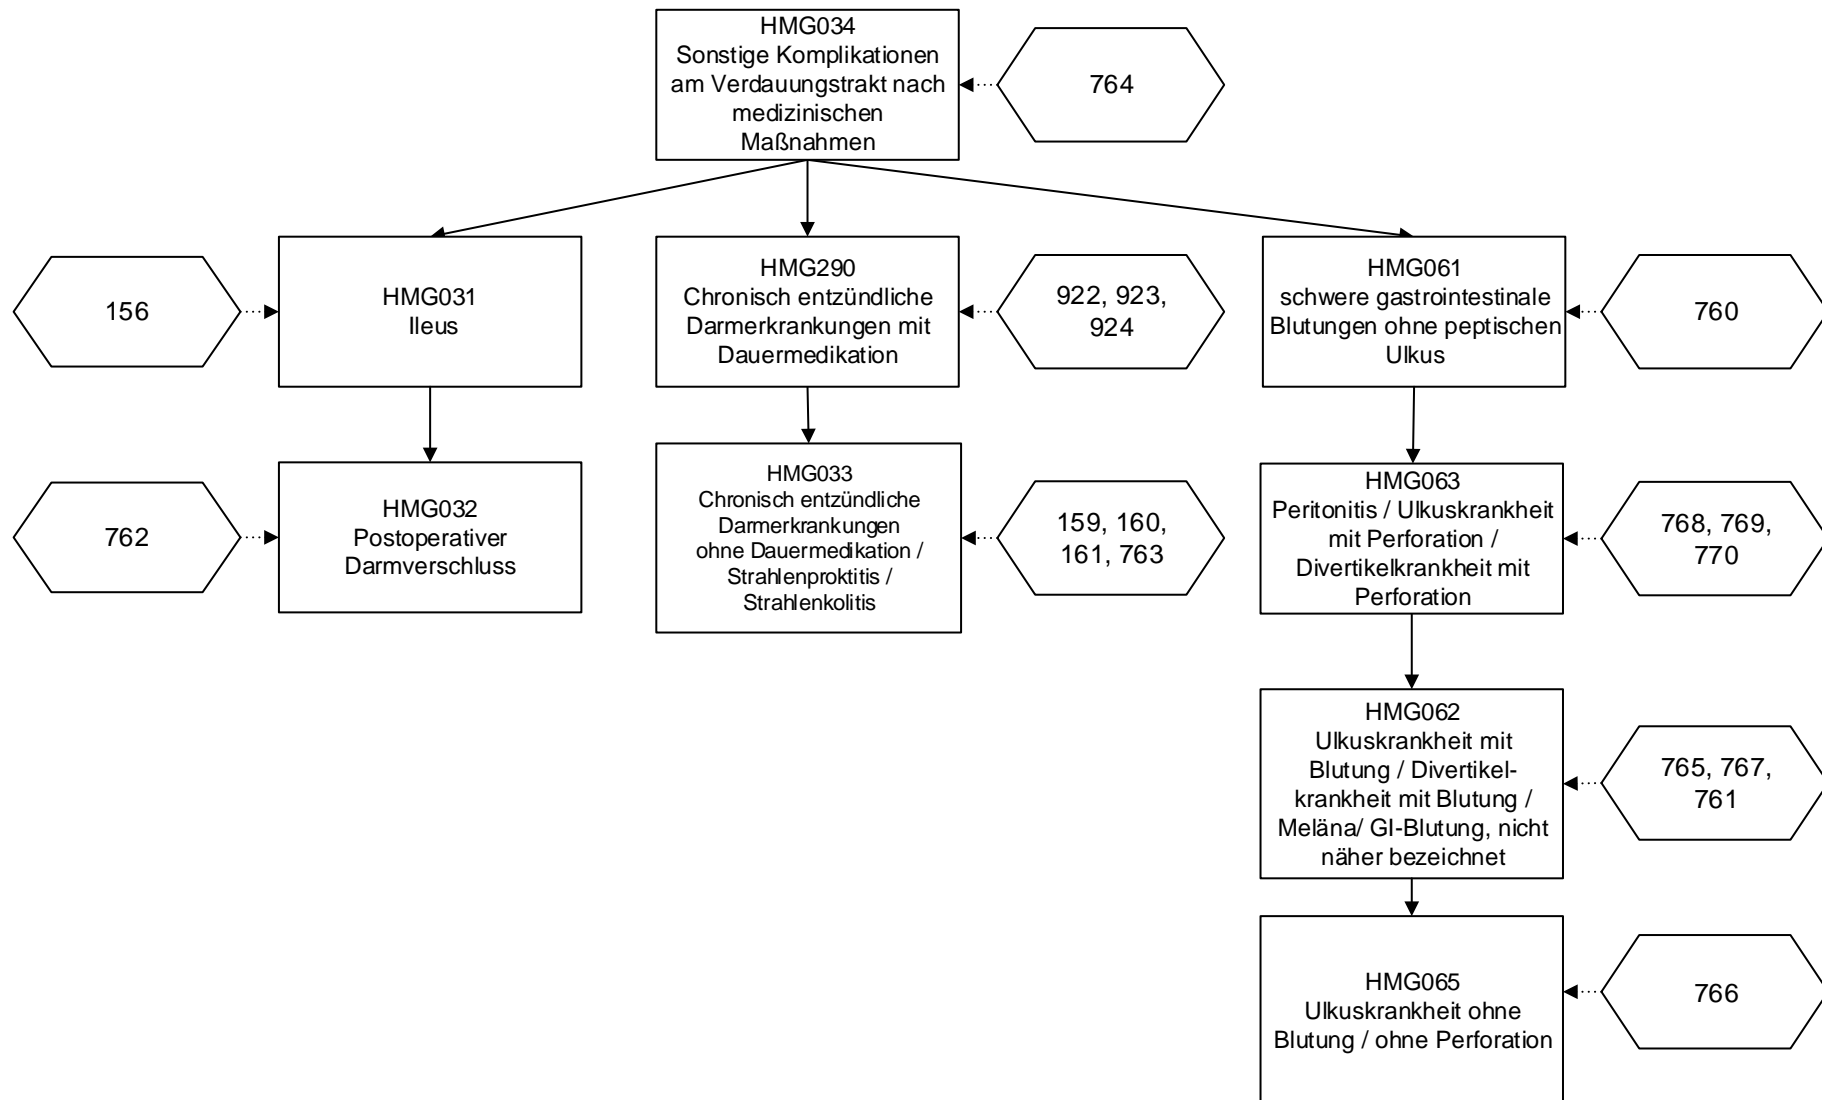 HMG034
Sonstige Komplikationen
am Verdauungstrakt nach
medizinischen
Maßnahmen
764
156
HMG031
Ileus
HMG290
Chronisch entzündliche
Darmerkrankungen mit
Dauermedikation
922, 923,
924
HMG061
schwere gastrointestinale
Blutungen ohne peptischen
Ulkus
760
762
HMG032
Postoperativer
Darmverschluss
HMG033
Chronisch entzündliche
Darmerkrankungen
ohne Dauermedikation /
Strahlenproktitis /
Strahlenkolitis
159, 160,
161, 763
HMG063
Peritonitis / Ulkuskrankheit
mit Perforation /
Divertikelkrankheit mit
Perforation
768, 769,
770
HMG062
Ulkuskrankheit mit
Blutung / Divertikel-
krankheit mit Blutung /
Meläna/ GI-Blutung, nicht
näher bezeichnet
765, 767,
761
HMG065
Ulkuskrankheit ohne
Blutung / ohne Perforation
766